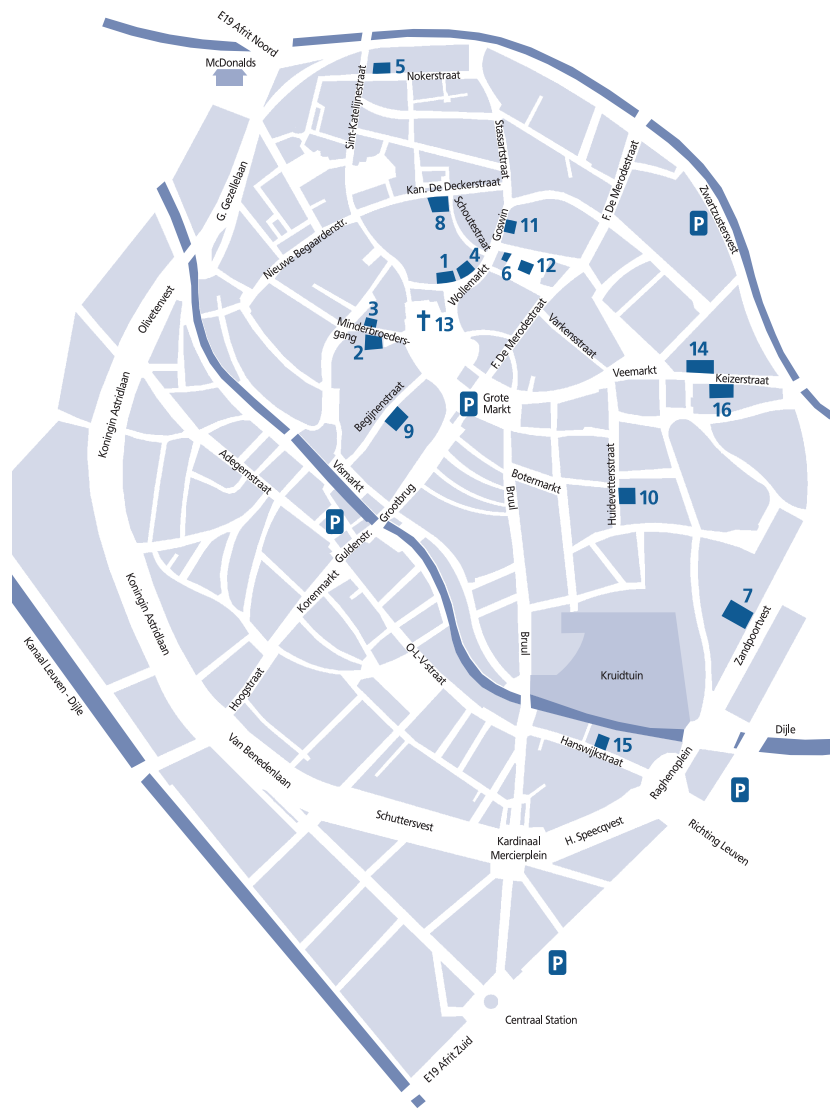 E19 Afrit Noord
McDonalds
5
Nokerstraat
Sint-Katelijnestraat
Stassartstraat
F. De Merodestraat
G. Gezellelaan
Kan. De Deckerstraat
Zwartzustersvest
P
8
Schoutestraat
Goswin
11
Nieuwe Begaardenstr.
1
4
6
12
Wollemarkt
Olivetenvest
3
13
Minderbroeders-
gang
2
F. De Merodestraat
Varkensstraat
14
Veemarkt
Keizerstraat
16
Koningin Astridlaan
Begijnenstraat
9
P
Grote
Markt
Adegemstraat
Vismarkt
Botermarkt
Huidevettersstraat
10
Bruul
Grootbrug
P
Guldenstr.
Korenmarkt
Koningin Astridlaan
7
Zandpoortvest
Kanaal Leuven - Dijle
O-L-V-straat
Bruul
Kruidtuin
Hoogstraat
Dijle
15
Hanswijkstraat
Van Benedenlaan
Raghenoplein
P
Schuttersvest
H. Speecqvest
Richting Leuven
Kardinaal
Mercierplein
P
Centraal Station
E19 Afrit Zuid